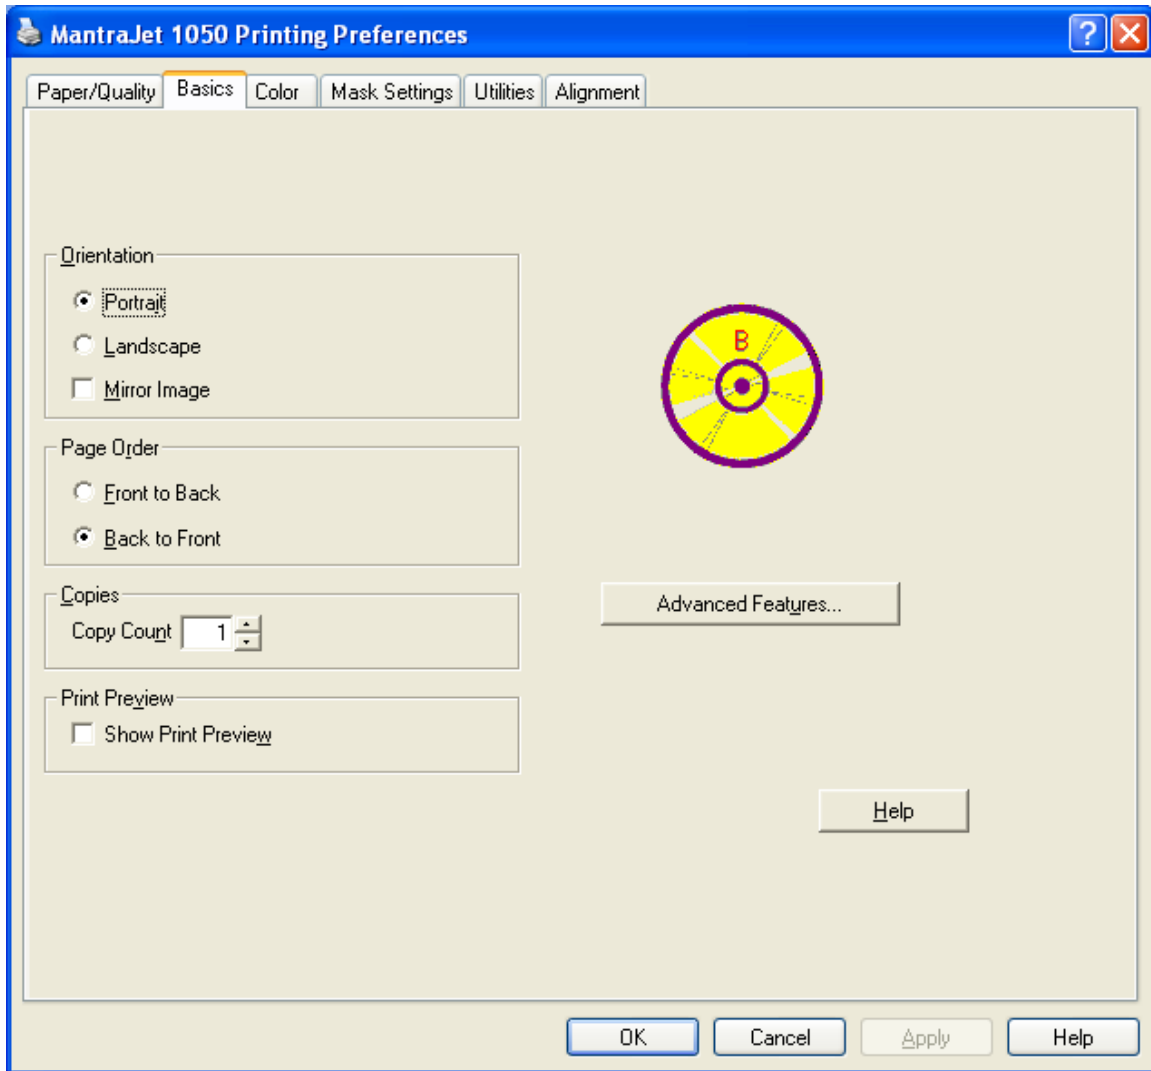 MantraJet 1050 Printing Preferences
Paper/Quality Basics Color Mask Settings Utilities Alignment
Orientation
Portrait
Landscape
Mirror Image
B
Page Order
Front to Back
Back to Front
Copies
Copy Count 1
Advanced Features...
Print Preview
Show Print Preview
Help
OK Cancel Apply Help